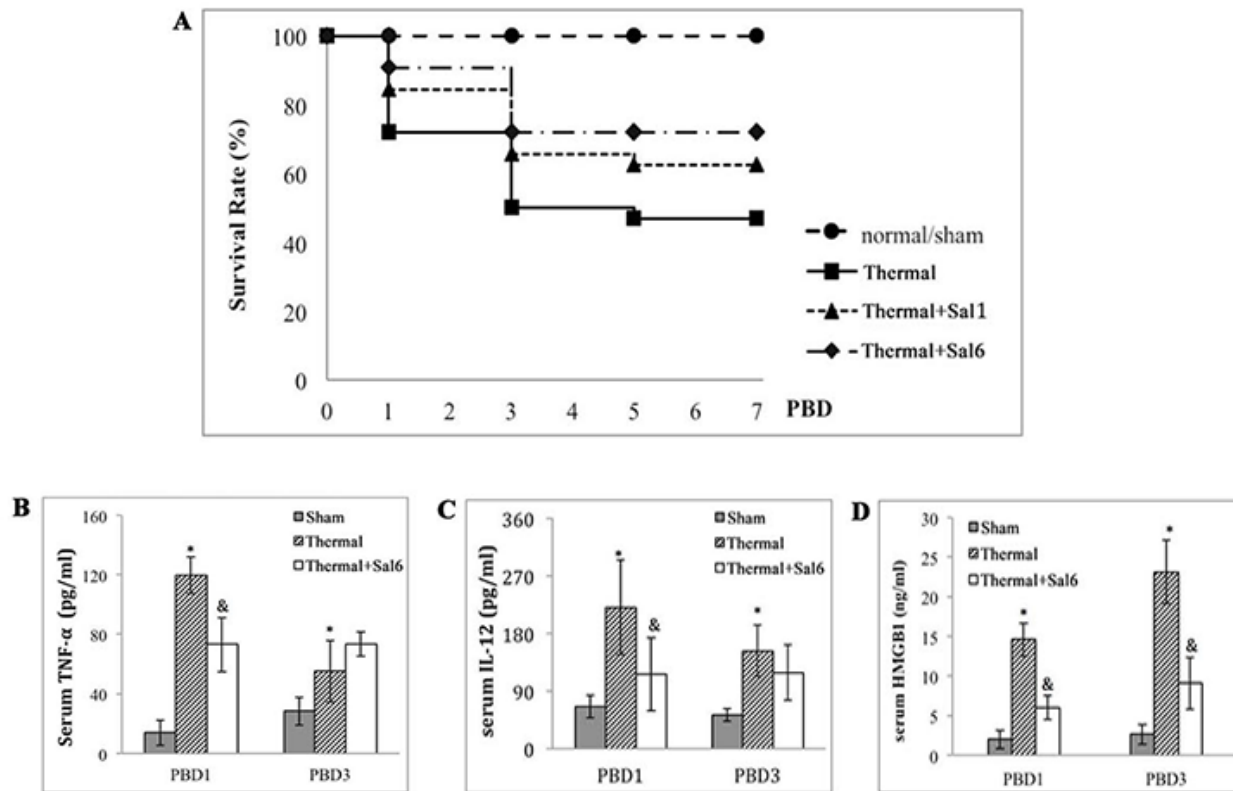 A
Survival Rate (%)
100
80
60
40
20
0
0 1 2 3 4 5 6 7 PBD
normal/sham
Thermal
Thermal+Sal1
Thermal+Sal6
B
Serum TNF-α (pg/ml)
160
120
80
40
0
Sham
Thermal
Thermal+Sal6
*
&
*
PBD1 PBD3
C
serum IL-12 (pg/ml)
360
270
180
90
0
Sham
Thermal
Thermal+Sal6
*
&
*
PBD1 PBD3
D
serum HMGB1 (ng/ml)
30
25
20
15
10
5
0
Sham
Thermal
Thermal+Sal6
*
&
*
&
PBD1 PBD3